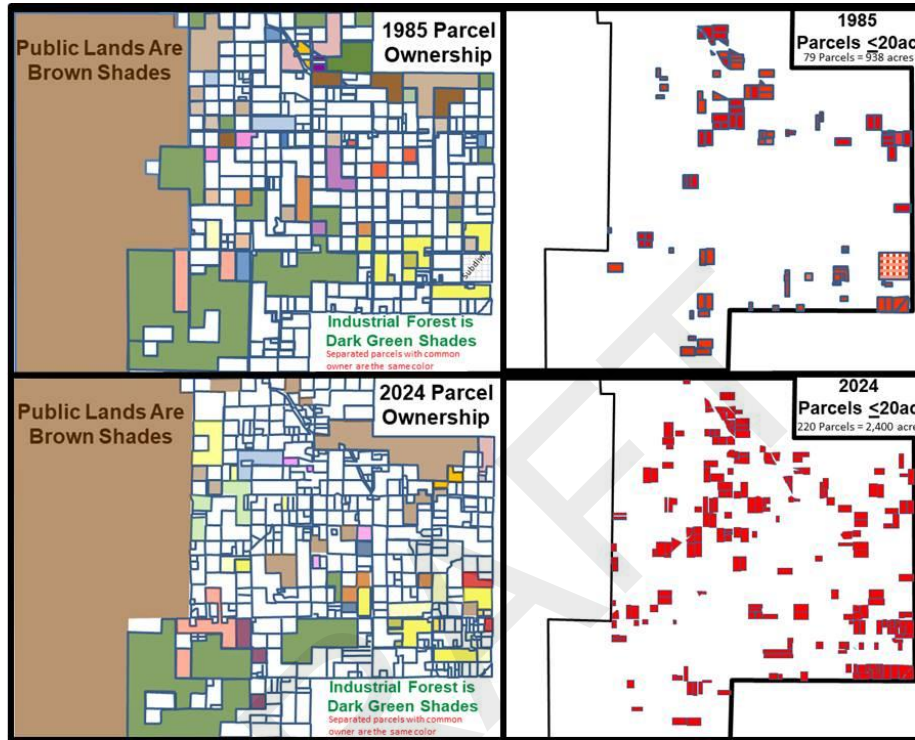 Public Lands Are
Brown Shades
1985 Parcel
Ownership
subdivn
Industrial Forest is
Dark Green Shades
Separated parcels with common
owner are the same color
1985
Parcels <20ac
79 Parcels = 938 acres
Public Lands Are
Brown Shades
2024 Parcel
Ownership
Industrial Forest is
Dark Green Shades
Separated parcels with common
owner are the same color
2024
Parcels <20ac
220 Parcels = 2,400 acre
DRAFT